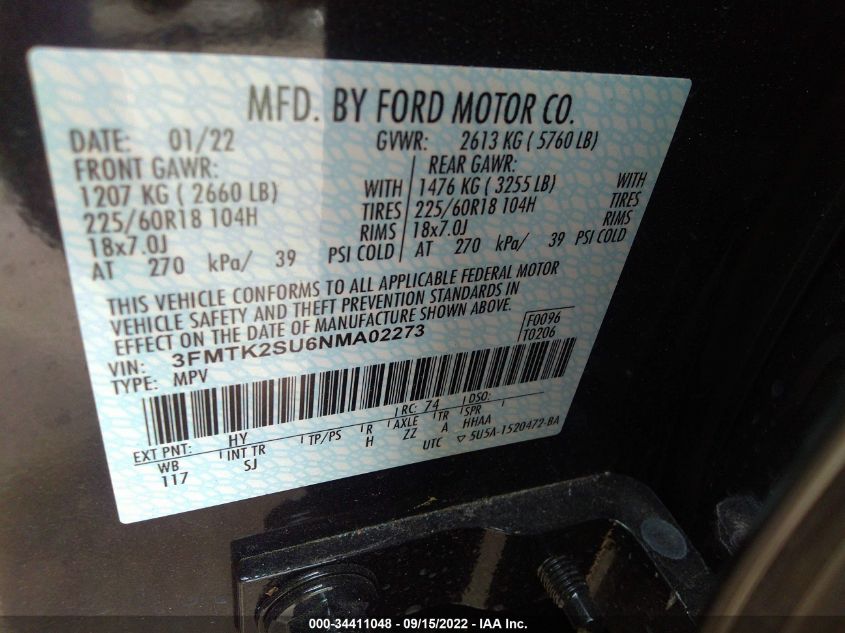 MFD. BY FORD MOTOR CO.
DATE: 01/22 GVWR: 2613 KG ( 5760 LB)
FRONT GAWR: REAR GAWR:
1207 KG ( 2660 LB) WITH 1476 KG ( 3255 LB) WITH
225/60R18 104H TIRES 225/60R18 104H TIRES
18x7.0J RIMS 18x7.0J RIMS
AT 270 kPa/ 39 PSI COLD AT 270 kPa/ 39 PSI COLD
THIS VEHICLE CONFORMS TO ALL APPLICABLE FEDERAL MOTOR
VEHICLE SAFETY AND THEFT PREVENTION STANDARDS IN
EFFECT ON THE DATE OF MANUFACTURE SHOWN ABOVE.
VIN: 3FMTK2SU6NMA02273 F0096
TYPE: MPV T0206
RC: 74 DSO:
EXT PNT: HY
WB INT TR TP/PS R AXLE TR SPR
117 SJ H ZZ A HHAA
UTC 5U5A-1520472-BA
000-34411048 - 09/15/2022 - IAA Inc.